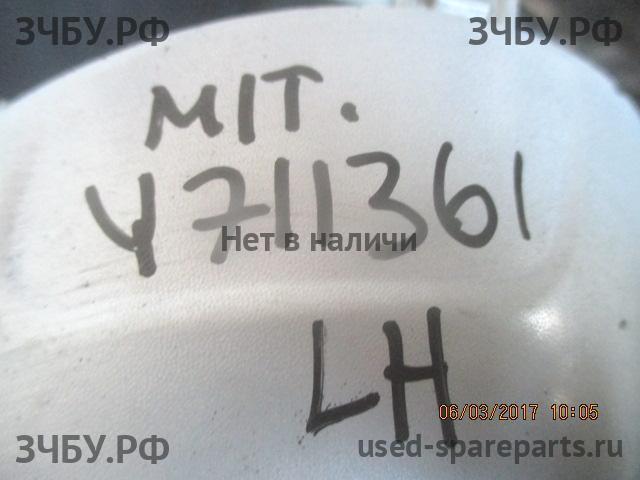 ЗЧБУ.РФ ЗЧБУ.РФ
MIT.
Y711361
Нет в наличи
LH
06/03/2017 10:05
ЗЧБУ.РФ used-spareparts.ru